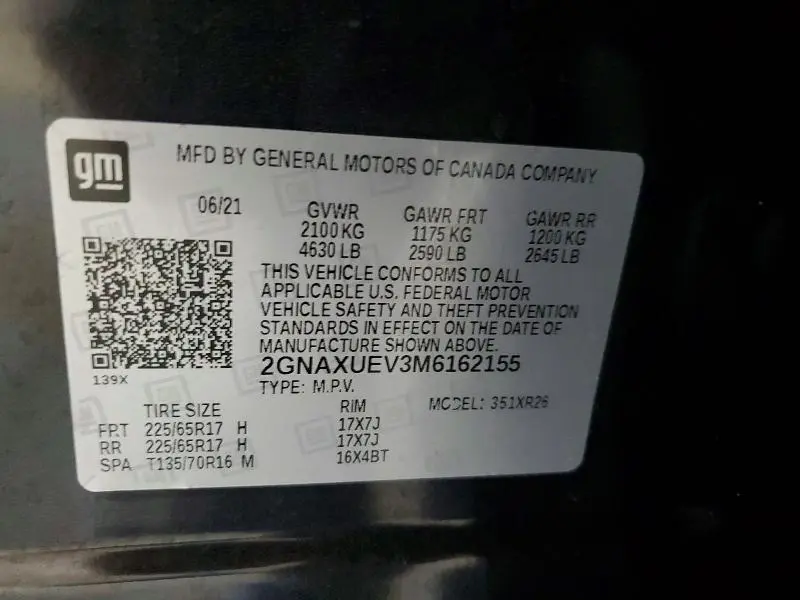 gm
MFD BY GENERAL MOTORS OF CANADA COMPANY
06/21 GVWR GAWR FRT GAWR RR
2100 KG 1175 KG 1200 KG
4630 LB 2590 LB 2645 LB
THIS VEHICLE CONFORMS TO ALL
APPLICABLE U.S. FEDERAL MOTOR
VEHICLE SAFETY AND THEFT PREVENTION
STANDARDS IN EFFECT ON THE DATE OF
MANUFACTURE SHOWN ABOVE.
139X
2GNAXUEV3M6162155
TYPE: M.P.V. MODEL: 351XR26
TIRE SIZE RIM
FRT 225/65R17 H 17X7J
RR 225/65R17 H 17X7J
SPA T135/70R16 M 16X4BT